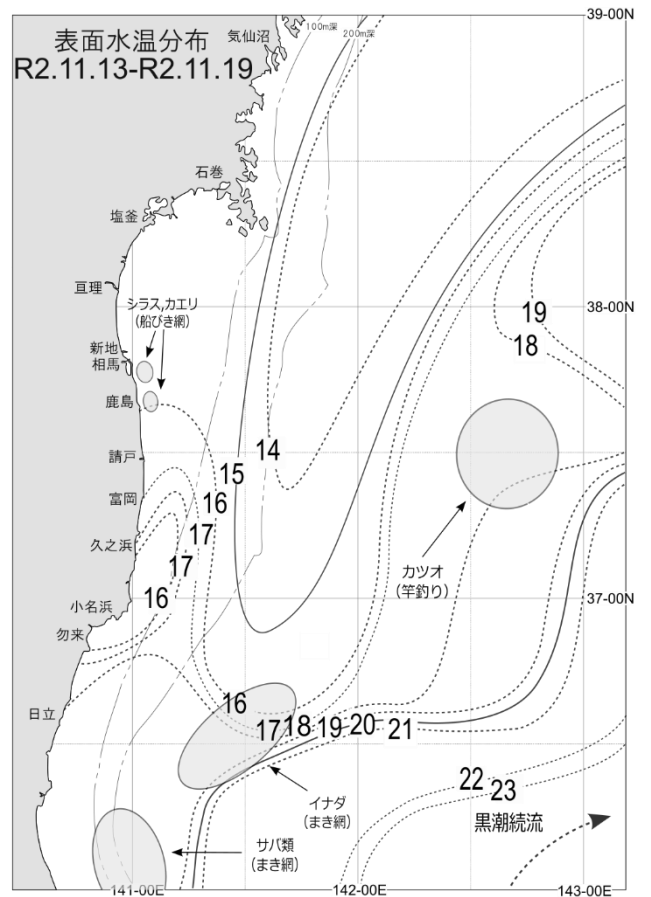 39-00N
表面水温分布
R2.11.13-R2.11.19
気仙沼
100m深
200m深
石巻
塩釜
亘理
シラス,カエリ
(船びき網)
38-00N
19
18
新地
相馬
鹿島
請戸
14
15
16
富岡
17
久之浜
17
16
カツオ
(竿釣り)
37-00N
小名浜
勿来
日立
16
17
18
19
20
21
22
23
イナダ
(まき網)
黒潮続流
サバ類
(まき網)
141-00E
142-00E
143-00E